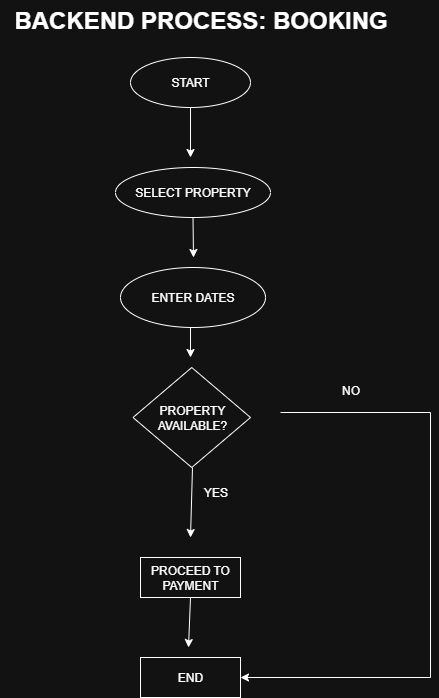 BACKEND PROCESS: BOOKING
START
SELECT PROPERTY
ENTER DATES
PROPERTY
AVAILABLE?
NO
YES
PROCEED TO
PAYMENT
END